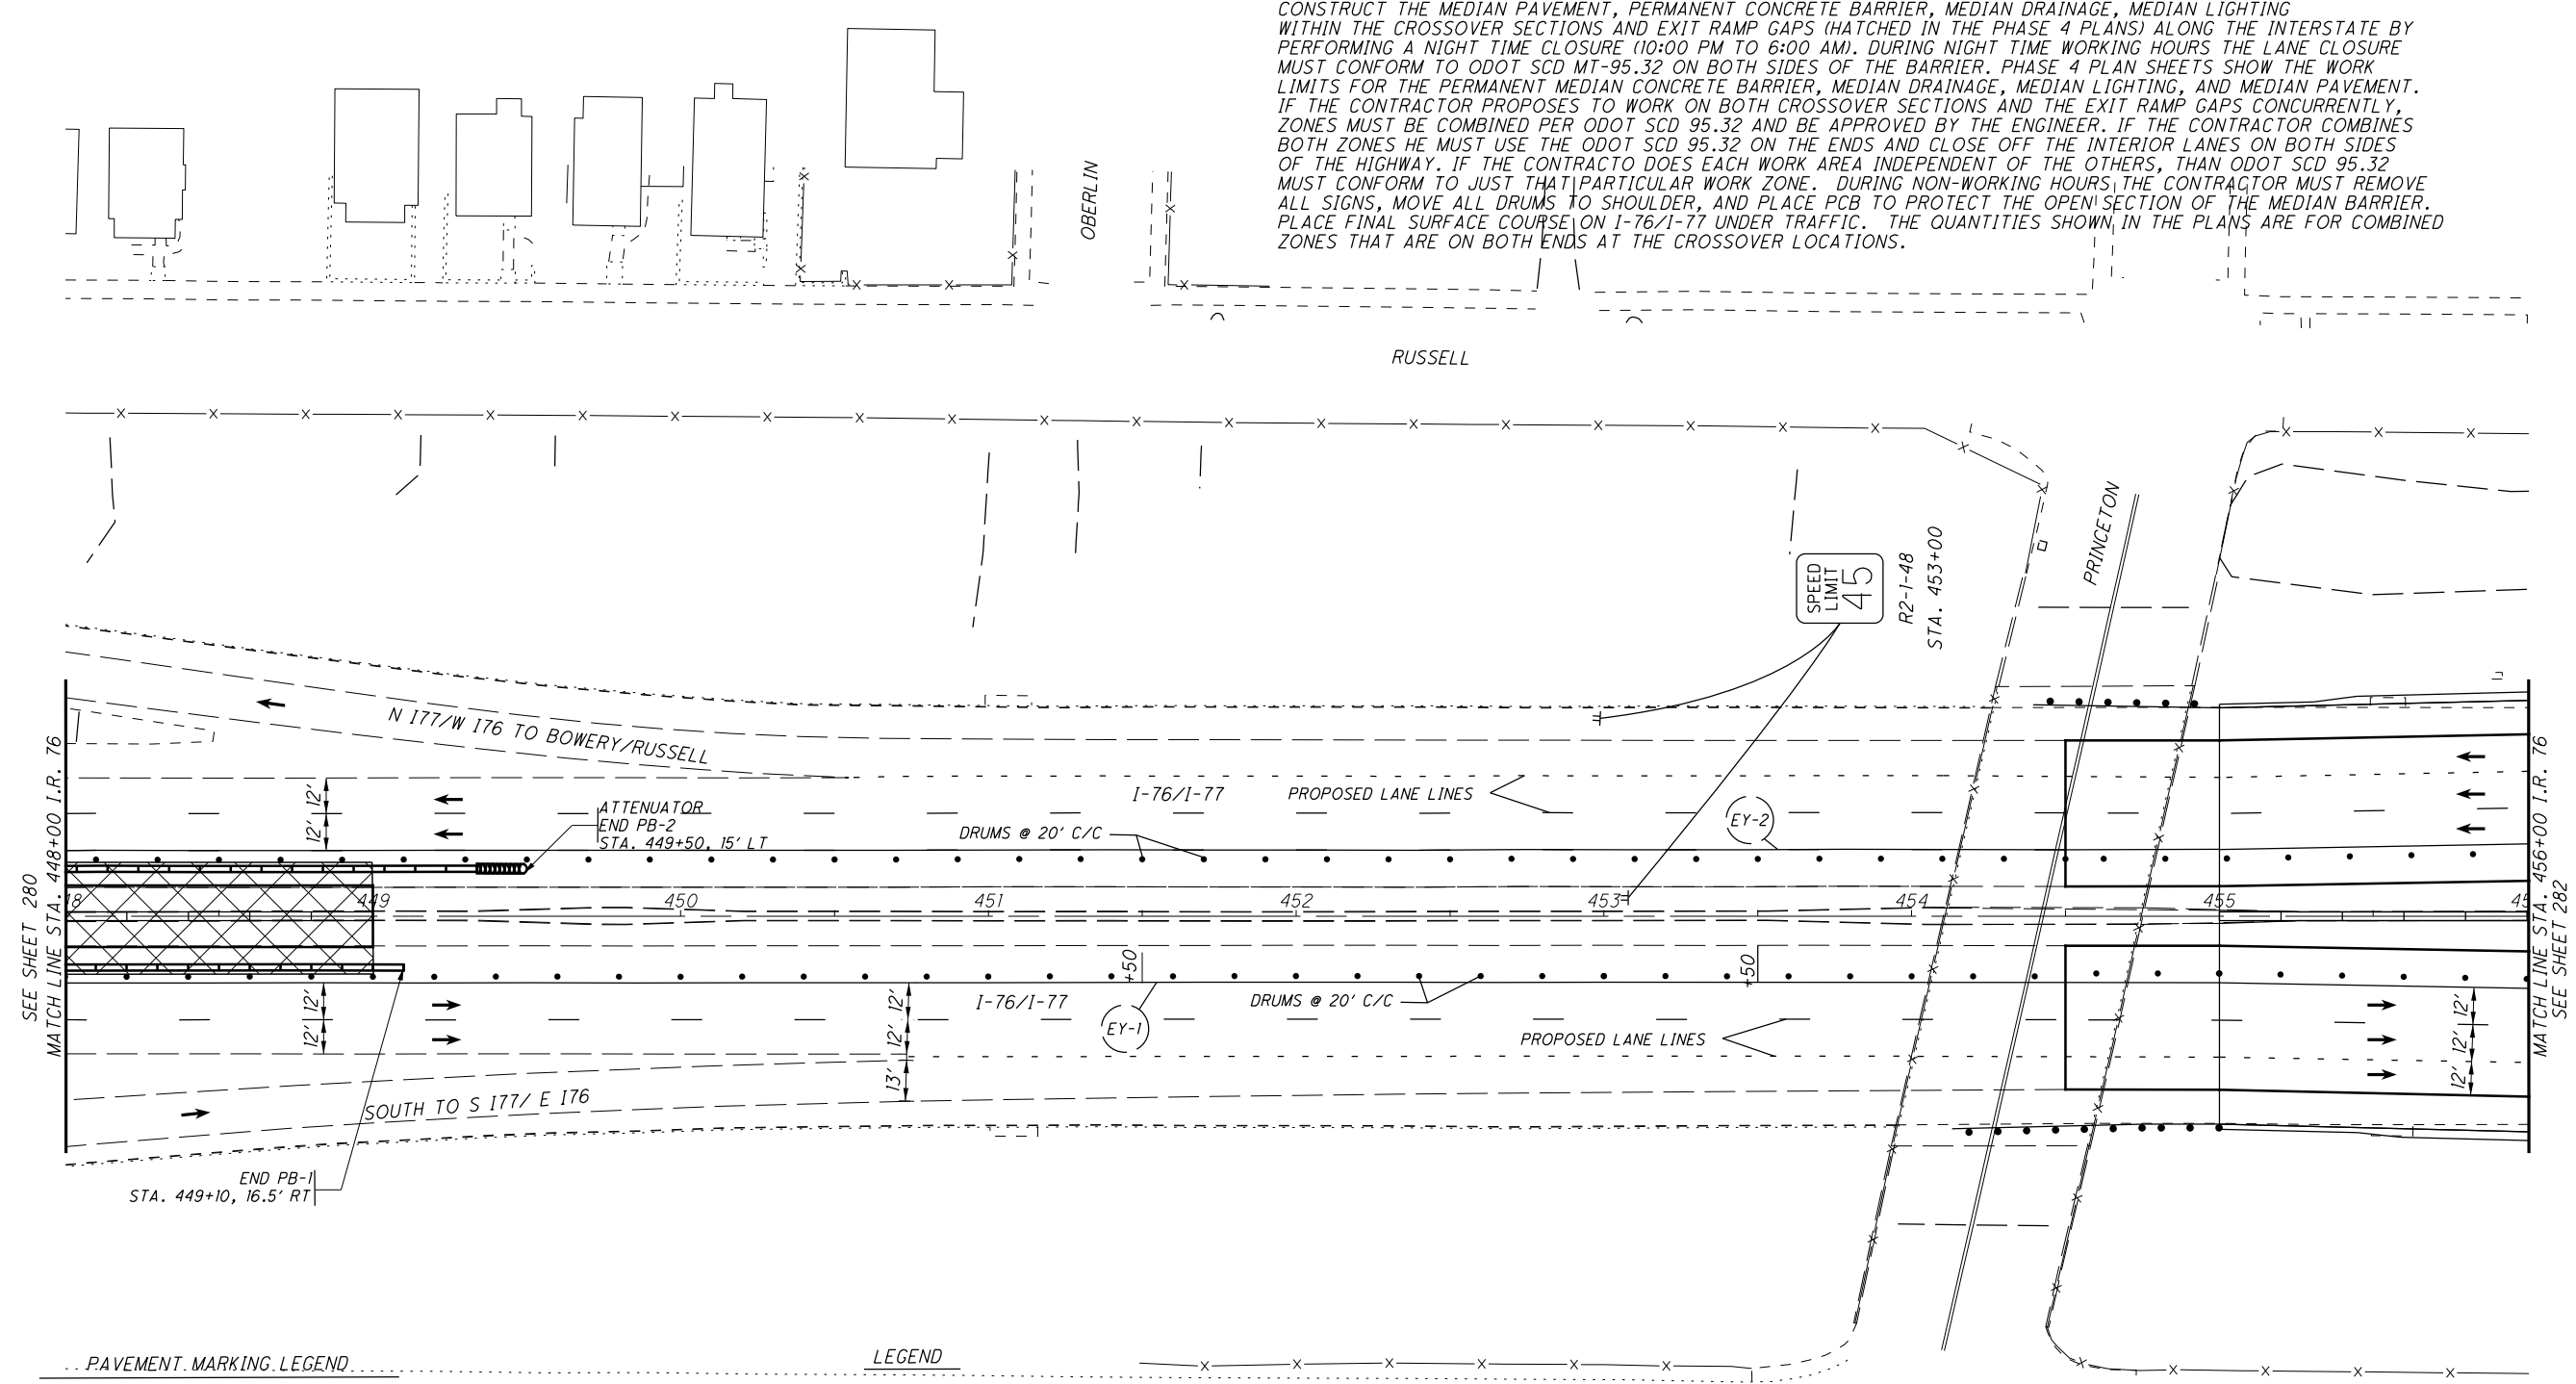 CONSTRUCT THE MEDIAN PAVEMENT, PERMANENT CONCRETE BARRIER, MEDIAN DRAINAGE, MEDIAN LIGHTING
WITHIN THE CROSSOVER SECTIONS AND EXIT RAMP GAPS (HATCHED IN THE PHASE 4 PLANS) ALONG THE INTERSTATE BY
PERFORMING A NIGHT TIME CLOSURE (10:00 PM TO 6:00 AM). DURING NIGHT TIME WORKING HOURS THE LANE CLOSURE
MUST CONFORM TO ODOT SCD MT-95.32 ON BOTH SIDES OF THE BARRIER. PHASE 4 PLAN SHEETS SHOW THE WORK
LIMITS FOR THE PERMANENT MEDIAN CONCRETE BARRIER, MEDIAN DRAINAGE, MEDIAN LIGHTING, AND MEDIAN PAVEMENT.
IF THE CONTRACTOR PROPOSES TO WORK ON BOTH CROSSOVER SECTIONS AND THE EXIT RAMP GAPS CONCURRENTLY,
ZONES MUST BE COMBINED PER ODOT SCD 95.32 AND BE APPROVED BY THE ENGINEER. IF THE CONTRACTOR COMBINES
BOTH ZONES HE MUST USE THE ODOT SCD 95.32 ON THE ENDS AND CLOSE OFF THE INTERIOR LANES ON BOTH SIDES
OF THE HIGHWAY. IF THE CONTRACTO DOES EACH WORK AREA INDEPENDENT OF THE OTHERS, THAN ODOT SCD 95.32
MUST CONFORM TO JUST THAT PARTICULAR WORK ZONE. DURING NON-WORKING HOURS THE CONTRACTOR MUST REMOVE
ALL SIGNS, MOVE ALL DRUMS TO SHOULDER, AND PLACE PCB TO PROTECT THE OPEN SECTION OF THE MEDIAN BARRIER.
PLACE FINAL SURFACE COURSE ON I-76/I-77 UNDER TRAFFIC. THE QUANTITIES SHOWN IN THE PLANS ARE FOR COMBINED
ZONES THAT ARE ON BOTH ENDS AT THE CROSSOVER LOCATIONS.
OBERLIN
RUSSELL
PRINCETON
SPEED
LIMIT
45
R2-1-48
STA. 453+00
SEE SHEET 280
MATCH LINE STA. 448+00 I.R. 76
N I77/W I76 TO BOWERY/RUSSELL
12'
12'
ATTENUATOR
END PB-2
STA. 449+50, 15' LT
DRUMS @ 20' C/C
I-76/I-77
PROPOSED LANE LINES
EY-2
449
450
451
452
453
454
455
+50
+50
12'
12'
12'
12'
13'
I-76/I-77
EY-1
DRUMS @ 20' C/C
PROPOSED LANE LINES
12'
12'
12'
SOUTH TO S I77/ E I76
END PB-1
STA. 449+10, 16.5' RT
MATCH LINE STA. 456+00 I.R. 76
SEE SHEET 282
PAVEMENT MARKING LEGEND
LEGEND